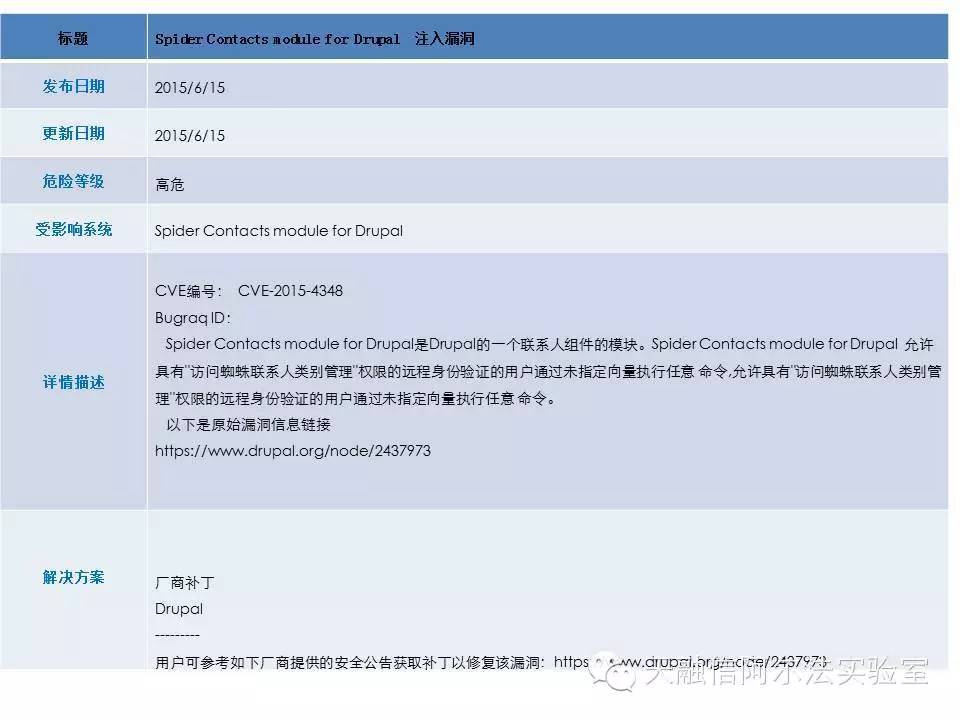 标题 Spider Contacts module for Drupal 注入漏洞
发布日期 2015/6/15
更新日期 2015/6/15
危险等级 高危
受影响系统 Spider Contacts module for Drupal
详情描述
CVE编号： CVE-2015-4348
Bugraq ID：
Spider Contacts module for Drupal是Drupal的一个联系人组件的模块。Spider Contacts module for Drupal 允许
具有"访问蜘蛛联系人类别管理"权限的远程身份验证的用户通过未指定向量执行任意 命令,允许具有"访问蜘蛛联系人类别管
理"权限的远程身份验证的用户通过未指定向量执行任意 命令。
以下是原始漏洞信息链接
https://www.drupal.org/node/2437973
解决方案
厂商补丁
Drupal
---------
用户可参考如下厂商提供的安全公告获取补丁以修复该漏洞：https://www.drupal.org/node/2437973
天融信阿尔法实验室